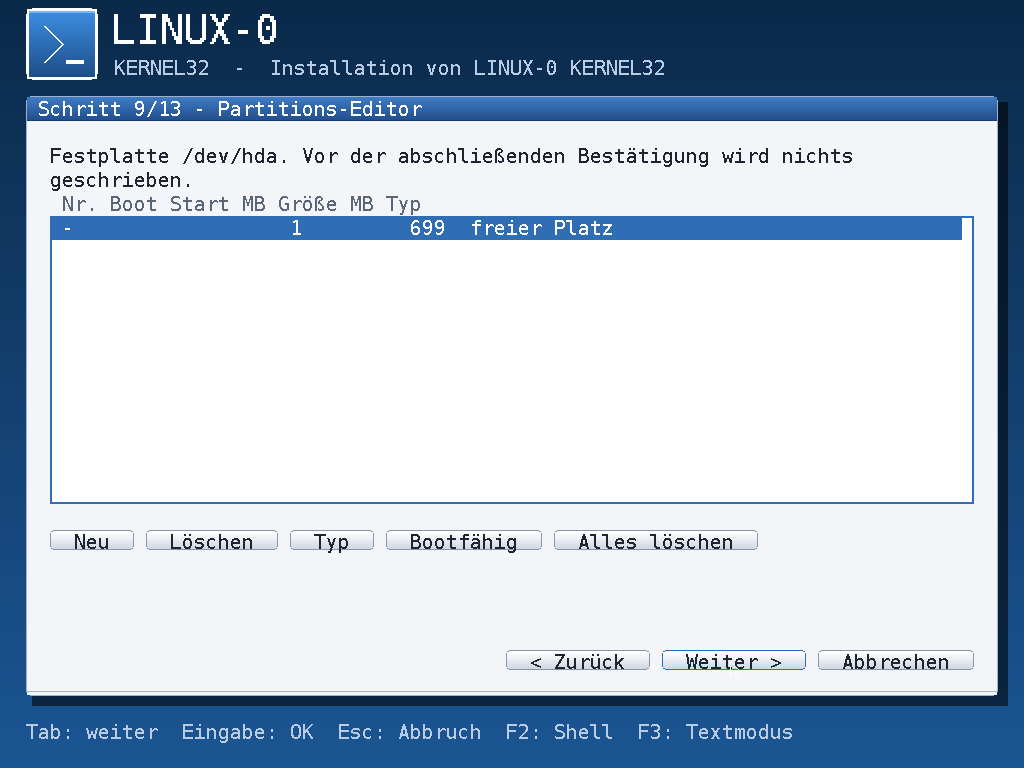 LINUX-0
KERNEL32  -  Installation von LINUX-0 KERNEL32
Schritt 9/13 - Partitions-Editor
Festplatte /dev/hda. Vor der abschließenden Bestätigung wird nichts
geschrieben.
Nr. Boot Start MB Größe MB Typ
-                   1         699  freier Platz
Neu  Löschen  Typ  Bootfähig  Alles löschen
< Zurück  Weiter >  Abbrechen
Tab: weiter  Eingabe: OK  Esc: Abbruch  F2: Shell  F3: Textmodus